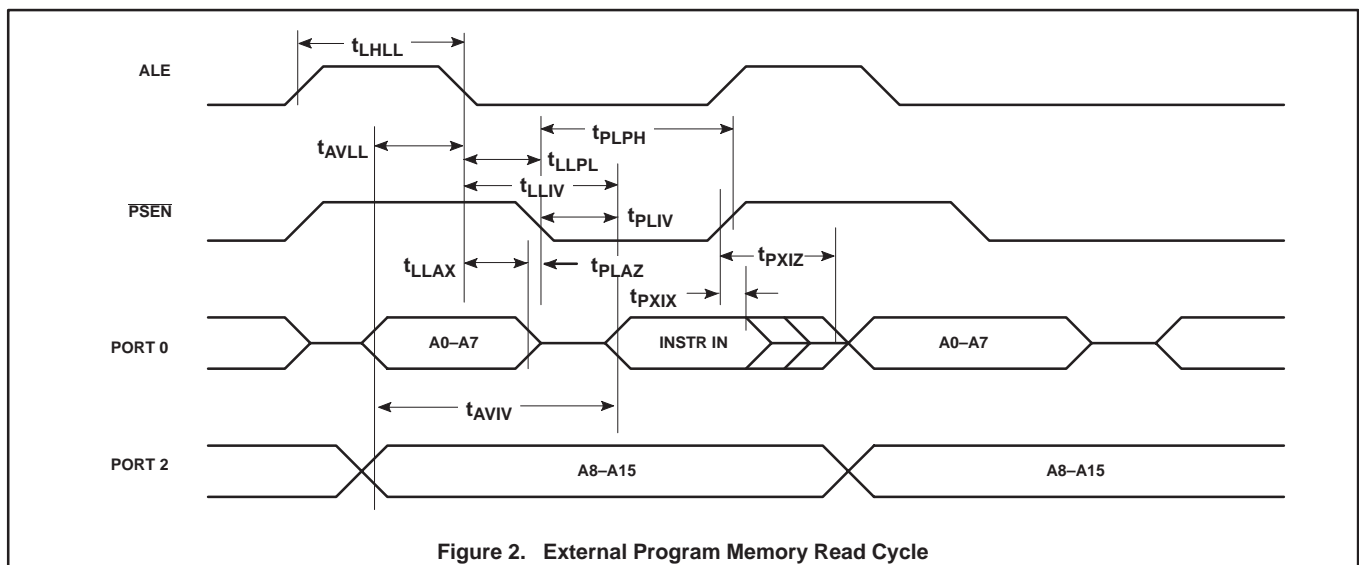 tLHLL
ALE
tPLPH
tAVLL
tLLPL
tLLIV
PSEN
tPLIV
tLLAX
tPLAZ
tPXIZ
tPXIX
PORT 0
A0–A7
INSTR IN
A0–A7
tAVIV
PORT 2
A8–A15
A8–A15
Figure 2. External Program Memory Read Cycle